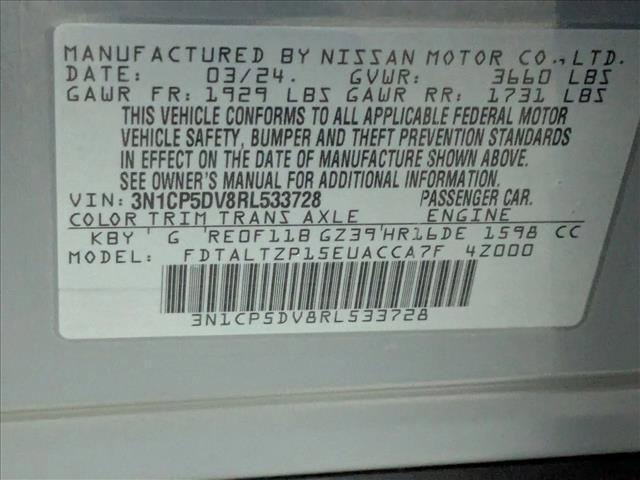 MANUFACTURED BY NISSAN MOTOR CO., LTD.
DATE: 03/24. GVWR: 3660 LBS
GAWR FR: 1929 LBS GAWR RR: 1731 LBS
THIS VEHICLE CONFORMS TO ALL APPLICABLE FEDERAL MOTOR
VEHICLE SAFETY, BUMPER AND THEFT PREVENTION STANDARDS
IN EFFECT ON THE DATE OF MANUFACTURE SHOWN ABOVE.
SEE OWNER'S MANUAL FOR ADDITIONAL INFORMATION.
VIN: 3N1CP5DV8RL533728 PASSENGER CAR.
COLOR TRIM TRANS AXLE ENGINE
KBY G RE0F11B GZ39 HR16DE 1598 CC
MODEL: FDTALTZP15EUACCA7F 4Z000
3N1CP5DV8RL533728